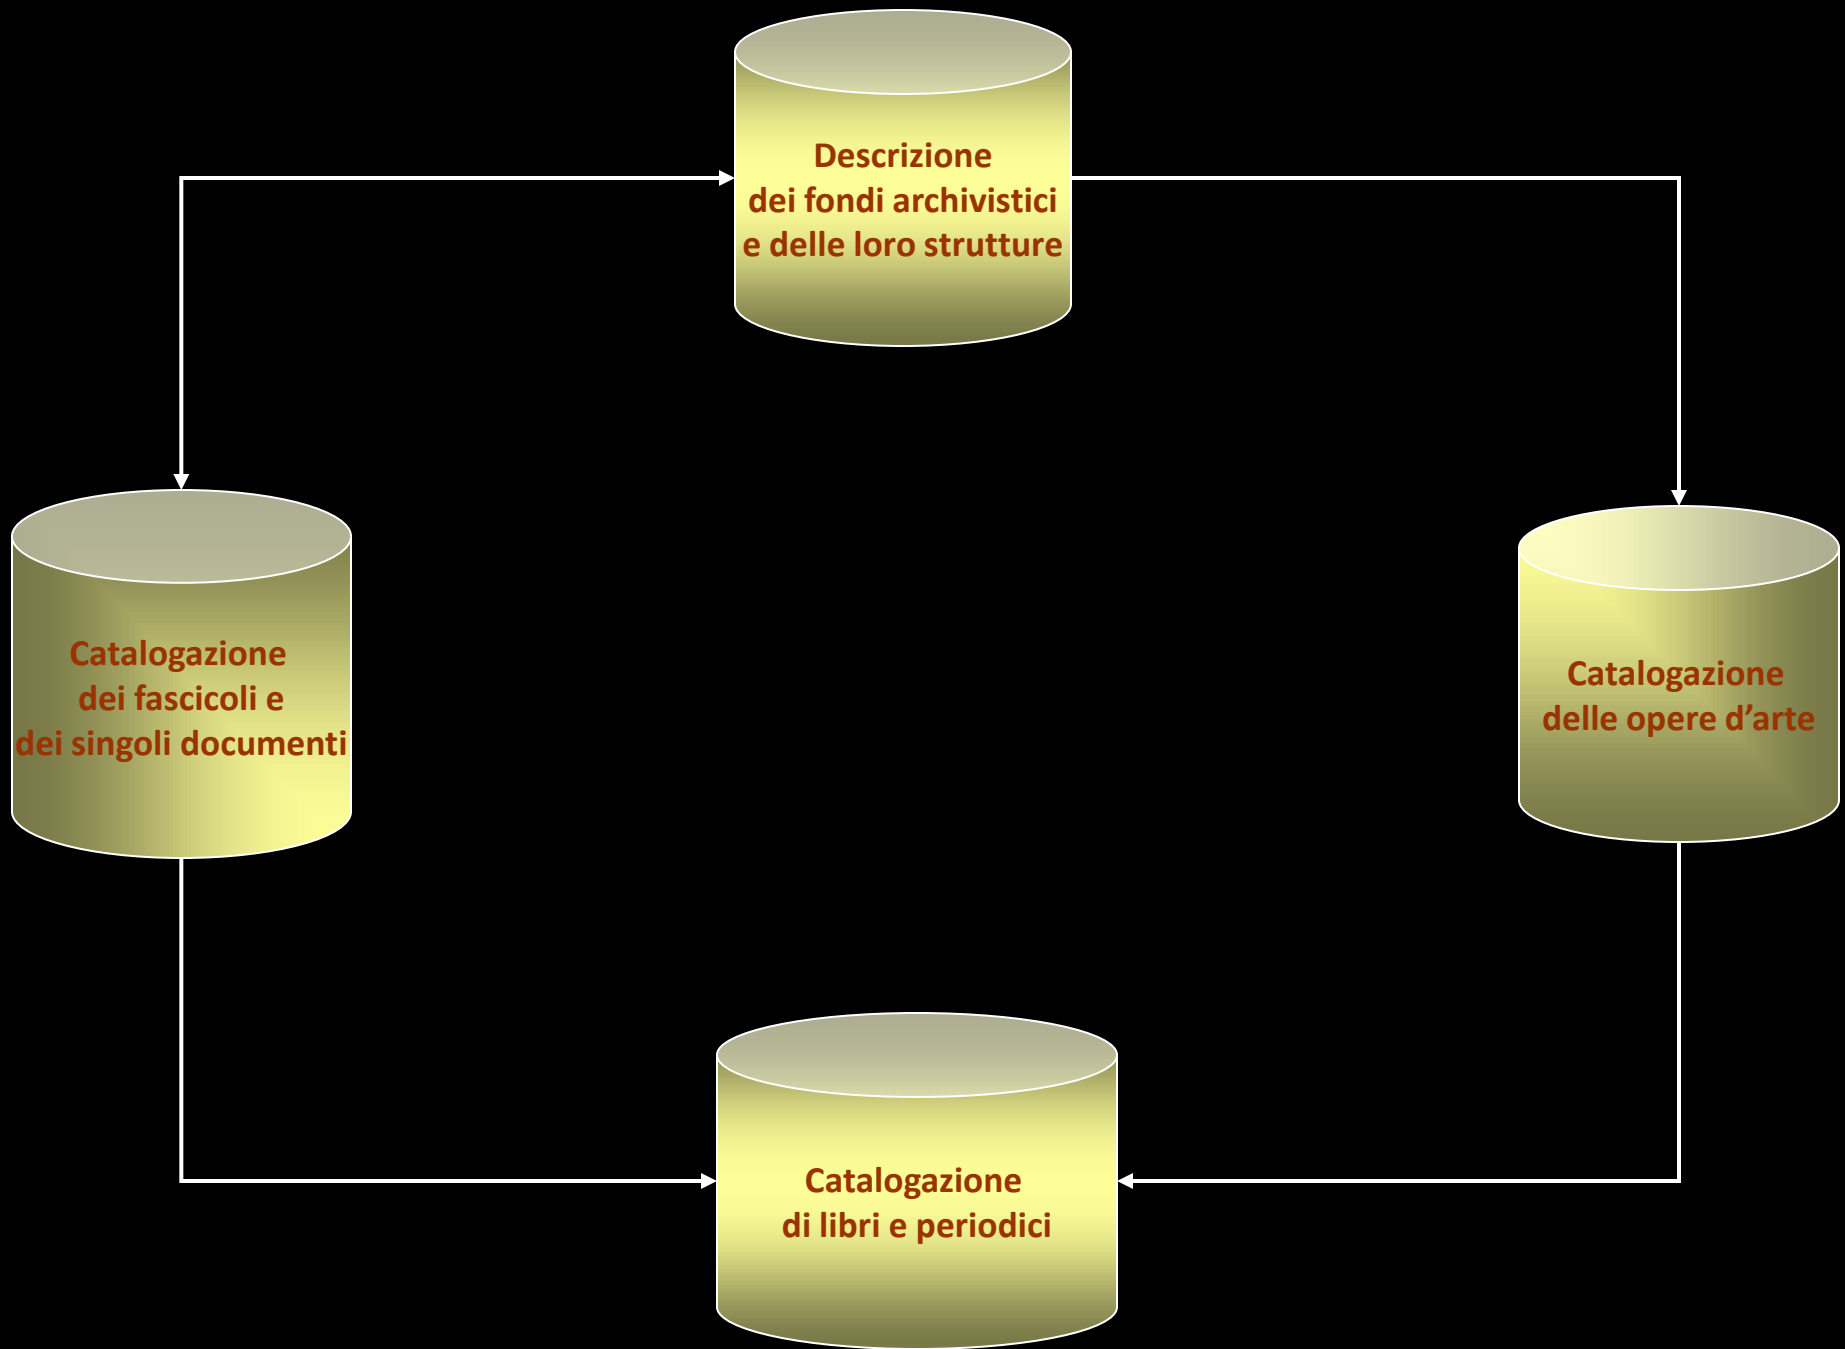 Descrizione
dei fondi archivistici
e delle loro strutture
Catalogazione
dei fascicoli e
dei singoli documenti
Catalogazione
delle opere d’arte
Catalogazione
di libri e periodici